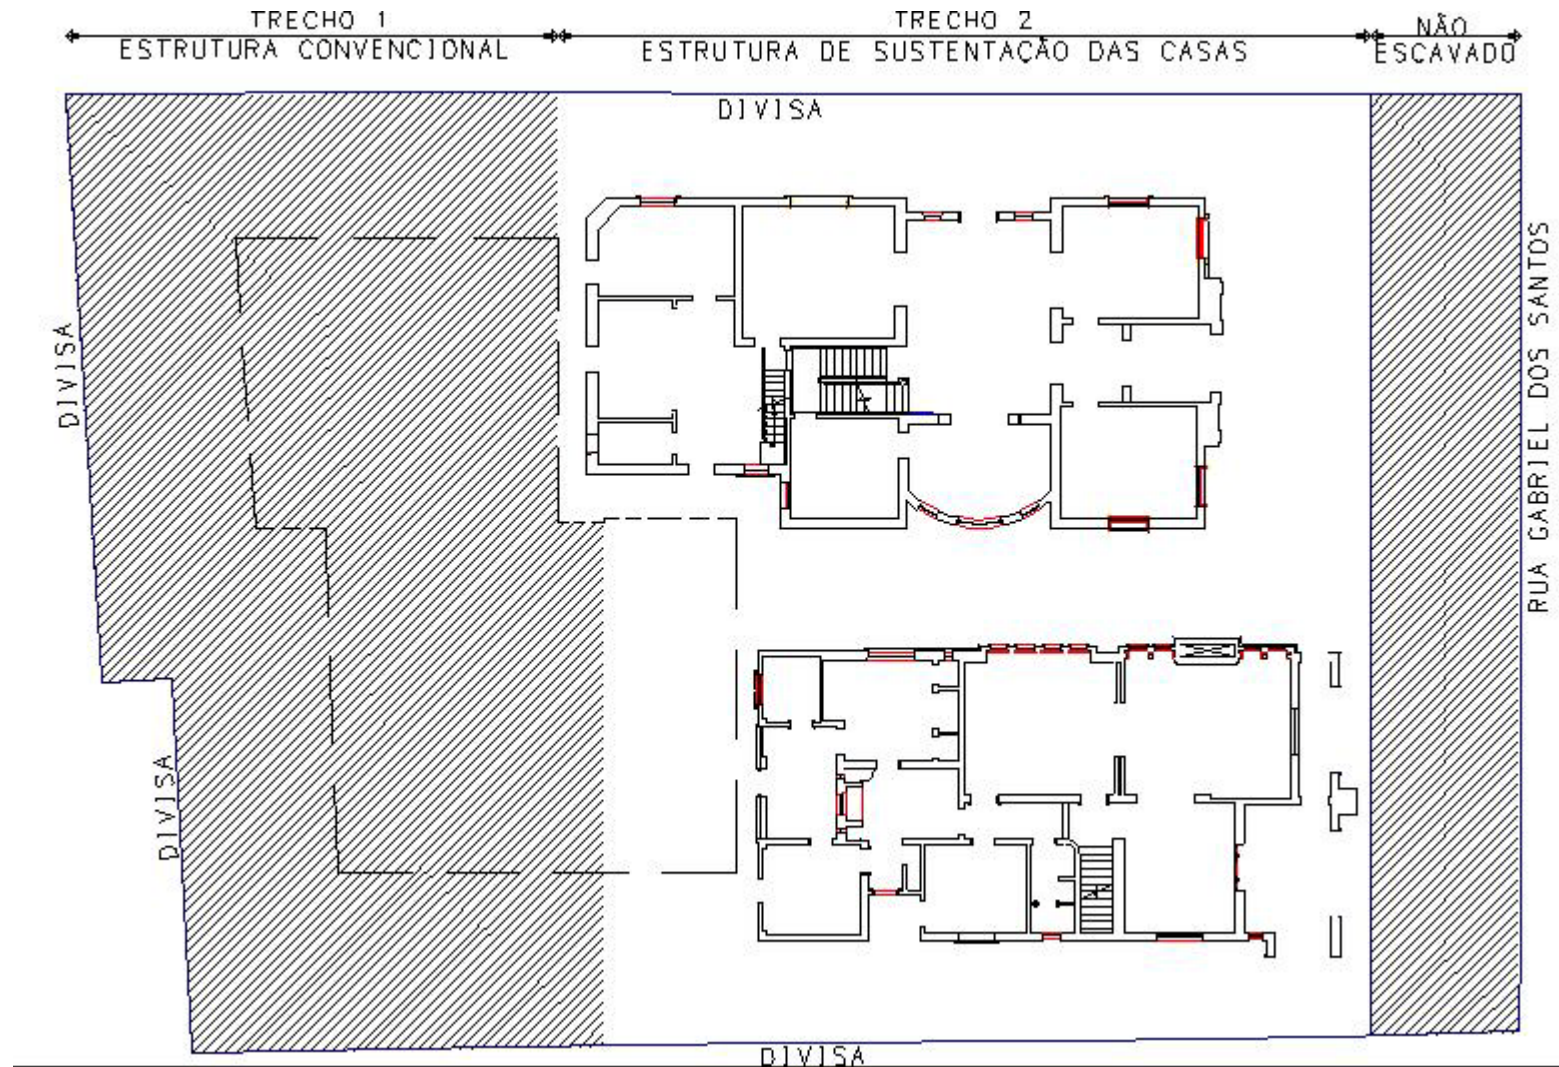 TRECHO 1
ESTRUTURA CONVENCIONAL
TRECHO 2
ESTRUTURA DE SUSTENTAÇÃO DAS CASAS
NÃO
ESCAVADO
DIVISA
DIVISA
RUA GABRIEL DOS SANTOS
DIVISA
DIVISA